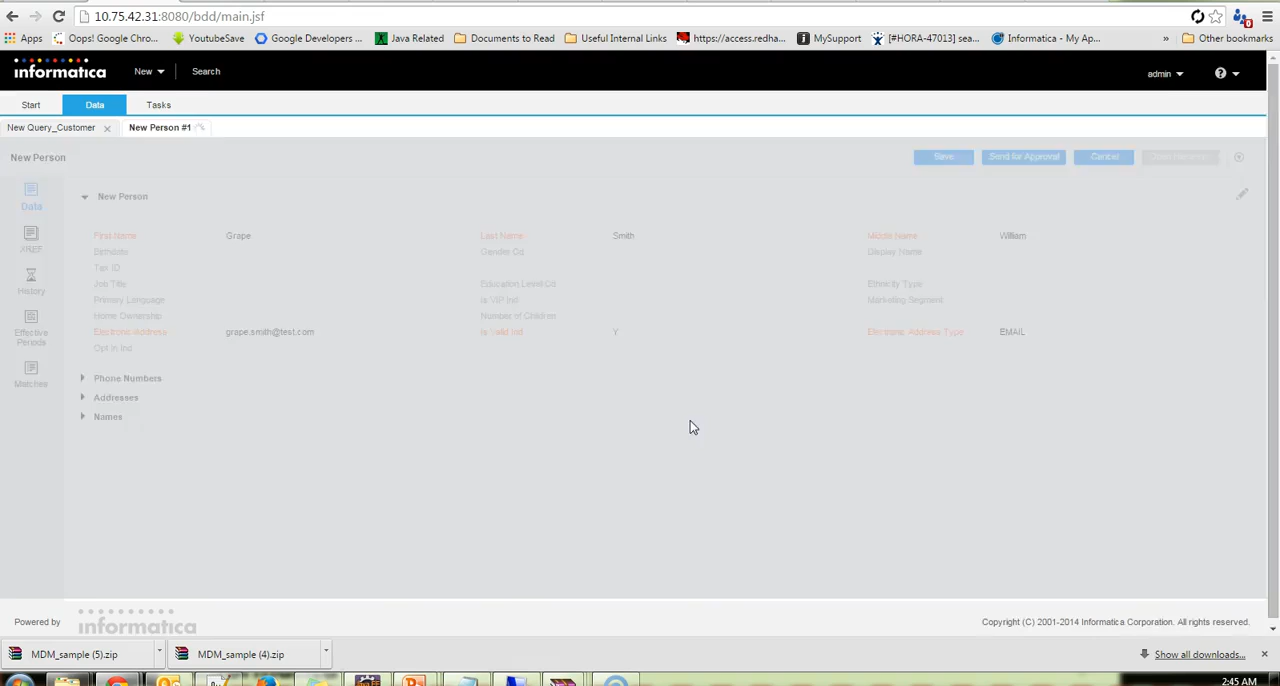 10.75.42.31:8080/bdd/main.jsf
Apps Oops! Google Chro... YoutubeSave Google Developers ... Java Related Documents to Read Useful Internal Links https://access.redha... MySupport [#HORA-47013] sea... Informatica - My Ap... » Other bookmarks
informatica New Search admin ?
Start Data Tasks
New Query_Customer New Person #1
New Person Save Send for Approval Cancel
Data
XREF
History
Effective
Periods
Matches
New Person
First Name Grape Last Name Smith Middle Name William
Birthdate Gender Cd Display Name
Tax ID
Job Title Education Level Cd Ethnicity Type
Primary Language Is VIP Ind Marketing Segment
Home Ownership Number of Children
Electronic Address grape.smith@test.com Is Valid Ind Y Electronic Address Type EMAIL
Opt In Ind
Phone Numbers
Addresses
Names
Powered by informatica Copyright (C) 2001-2014 Informatica Corporation. All rights reserved.
MDM_sample (5).zip MDM_sample (4).zip Show all downloads...
2:45 AM